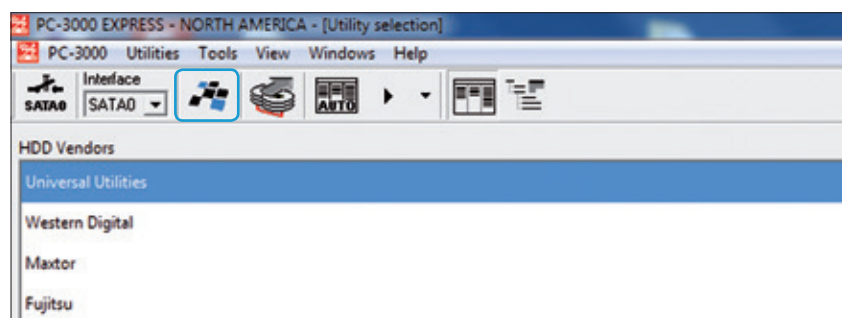 PC-3000 EXPRESS - NORTH AMERICA - [Utility selection]
PC-3000 Utilities Tools View Windows Help
Interface
SATA0 SATA0 AUTO
HDD Vendors
Universal Utilities
Western Digital
Maxtor
Fujitsu